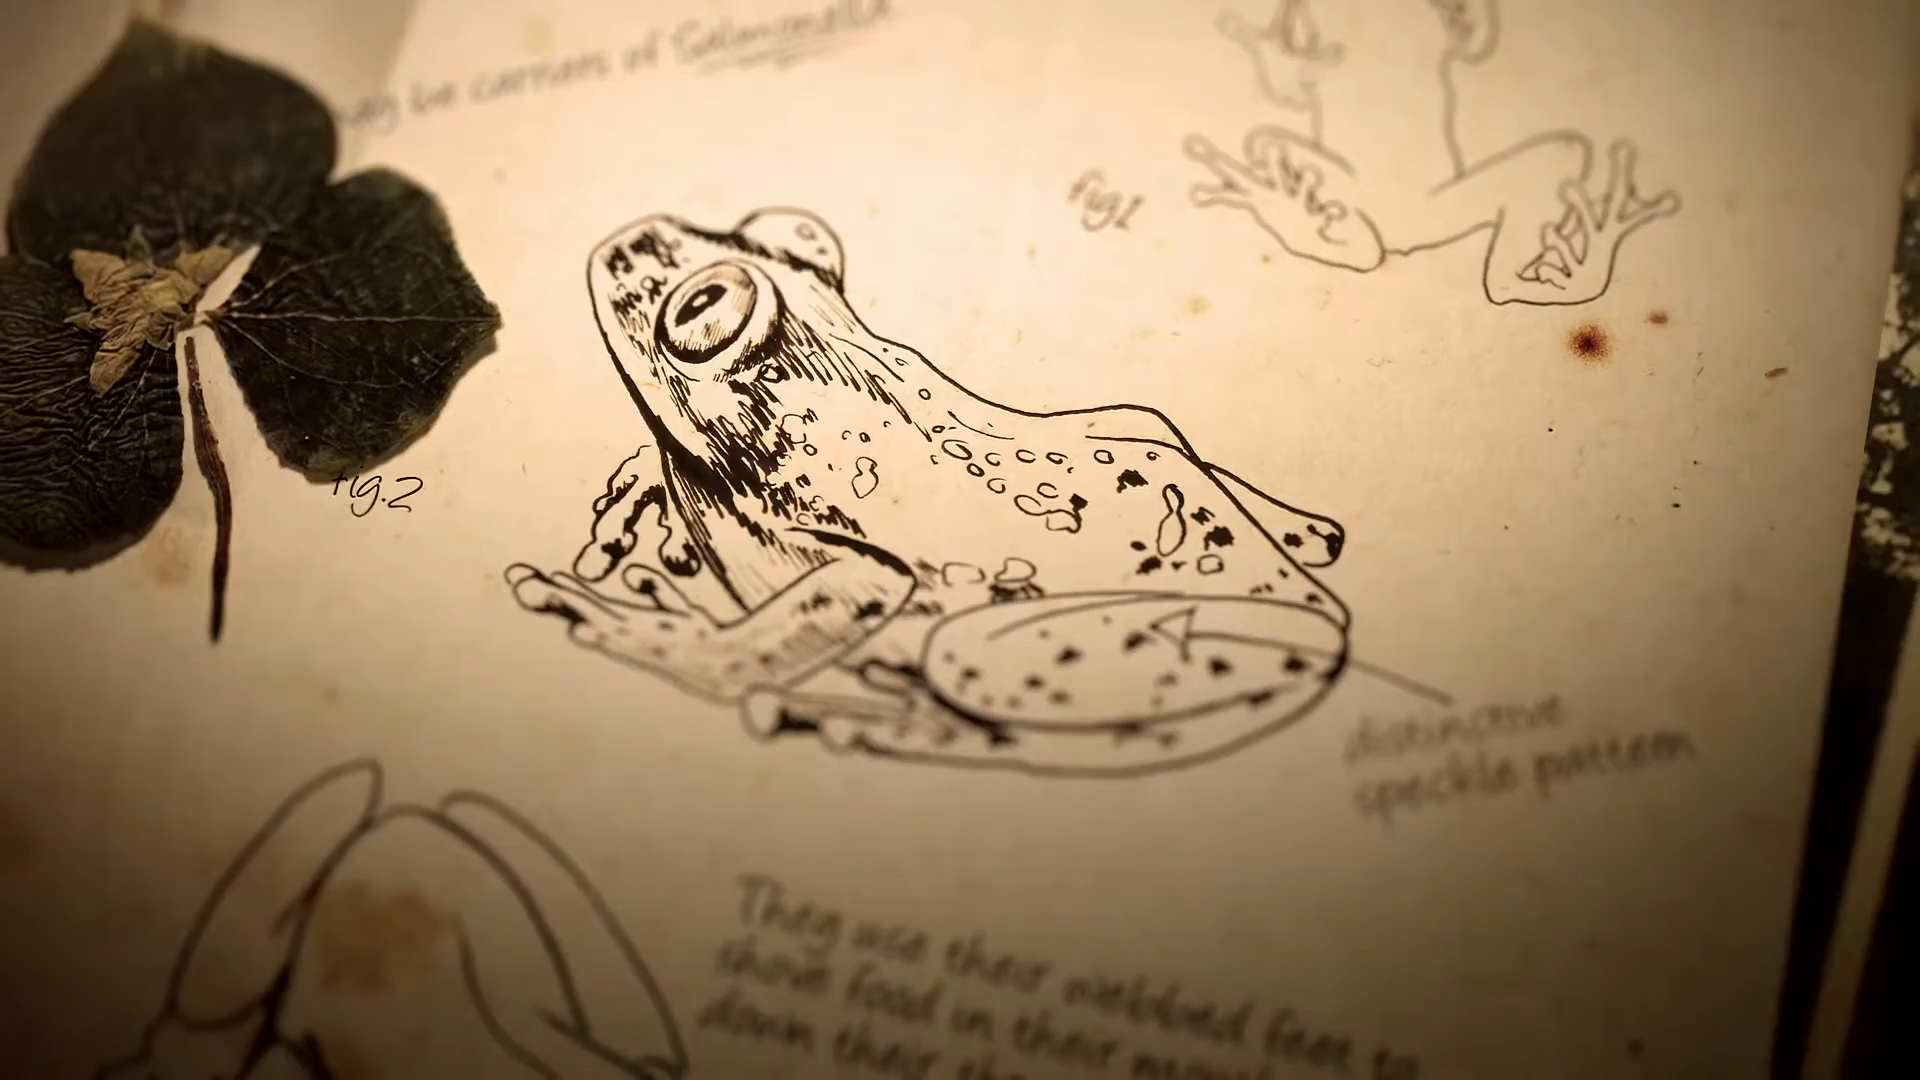 may be carriers of Salmonella
fig1
fig.2
distinctive
speckle pattern
They use their webbed feet to
shove food in their mouth
down their